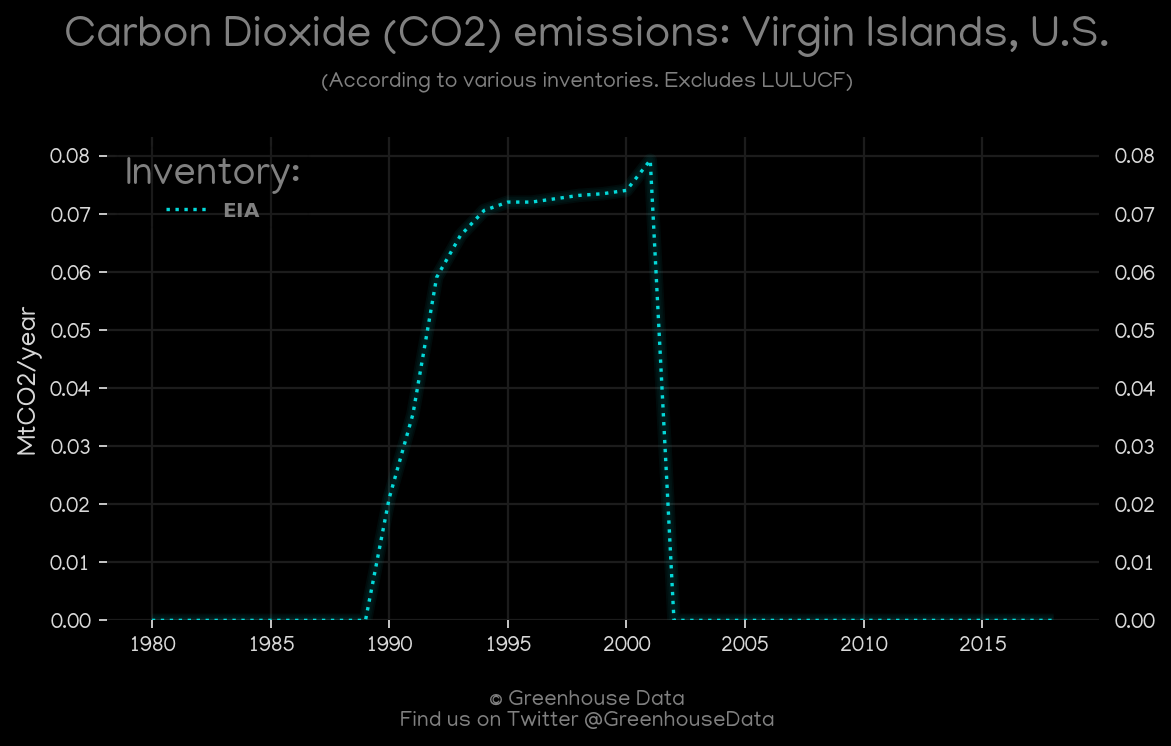 Carbon Dioxide (CO2) emissions: Virgin Islands, U.S.
(According to various inventories. Excludes LULUCF)
Inventory:
EIA
MtCO2/year
0.08 0.08
0.07 0.07
0.06 0.06
0.05 0.05
0.04 0.04
0.03 0.03
0.02 0.02
0.01 0.01
0.00 0.00
1980 1985 1990 1995 2000 2005 2010 2015
© Greenhouse Data
Find us on Twitter @GreenhouseData